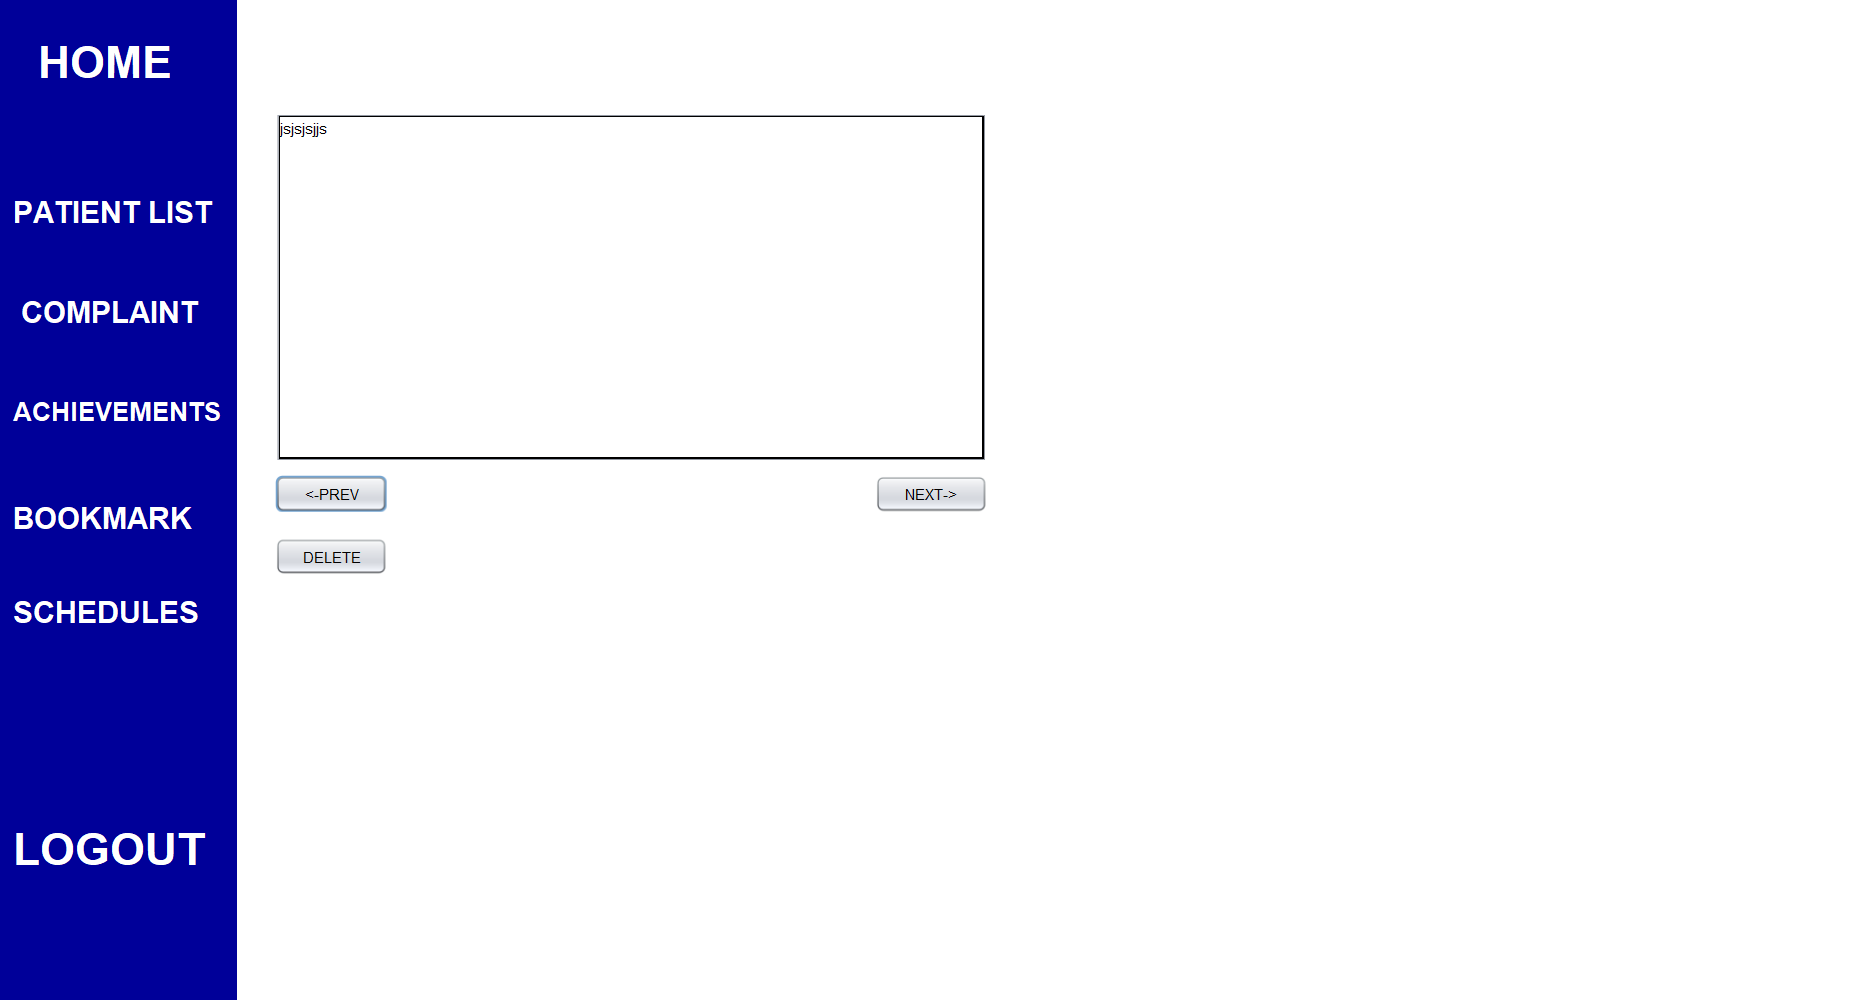 HOME
PATIENT LIST
COMPLAINT
ACHIEVEMENTS
BOOKMARK
SCHEDULES
LOGOUT
jsjsjsjjs
<-PREV
NEXT->
DELETE